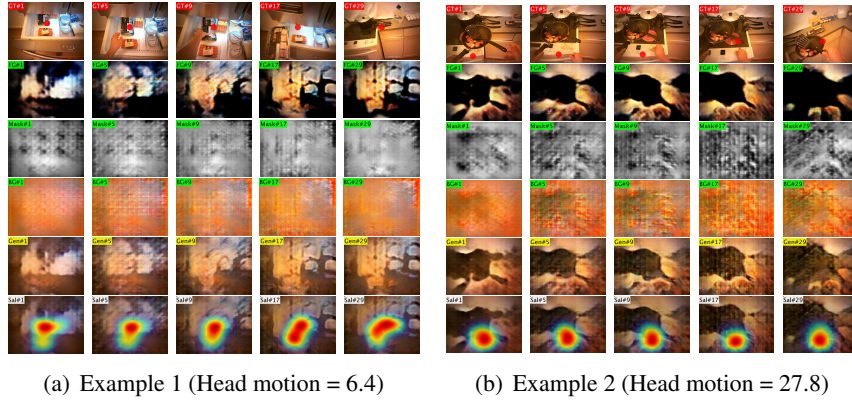 GT#1 GT#5 GT#9 GT#17 GT#29
FG#1 FG#5 FG#9 FG#17 FG#29
Mask#1 Mask#5 Mask#9 Mask#17 Mask#29
BG#1 BG#5 BG#9 BG#17 BG#29
Gen#1 Gen#5 Gen#9 Gen#17 Gen#29
Sal#1 Sal#5 Sal#9 Sal#17 Sal#29
(a) Example 1 (Head motion = 6.4)
GT#1 GT#5 GT#9 GT#17 GT#29
FG#1 FG#5 FG#9 FG#17 FG#29
Mask#1 Mask#5 Mask#9 Mask#17 Mask#29
BG#1 BG#5 BG#9 BG#17 BG#29
Gen#1 Gen#5 Gen#9 Gen#17 Gen#29
Sal#1 Sal#5 Sal#9 Sal#17 Sal#29
(b) Example 2 (Head motion = 27.8)